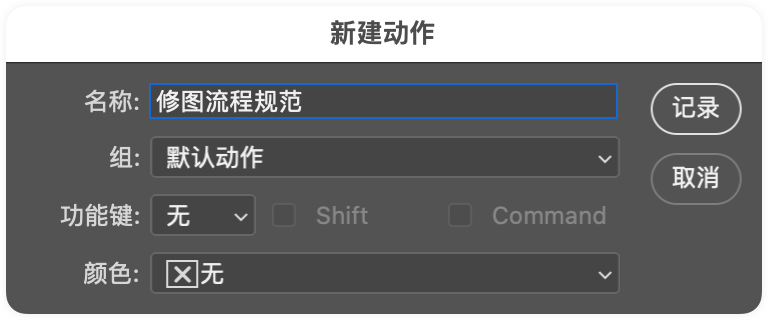 新建动作
名称: 修图流程规范 记录
组: 默认动作
取消
功能键: 无 Shift Command
颜色: 无